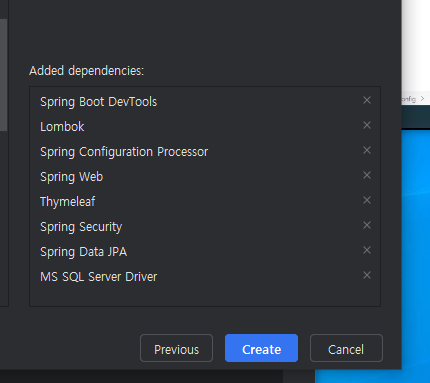 Added dependencies:
Spring Boot DevTools
Lombok
Spring Configuration Processor
Spring Web
Thymeleaf
Spring Security
Spring Data JPA
MS SQL Server Driver
Previous
Create
Cancel